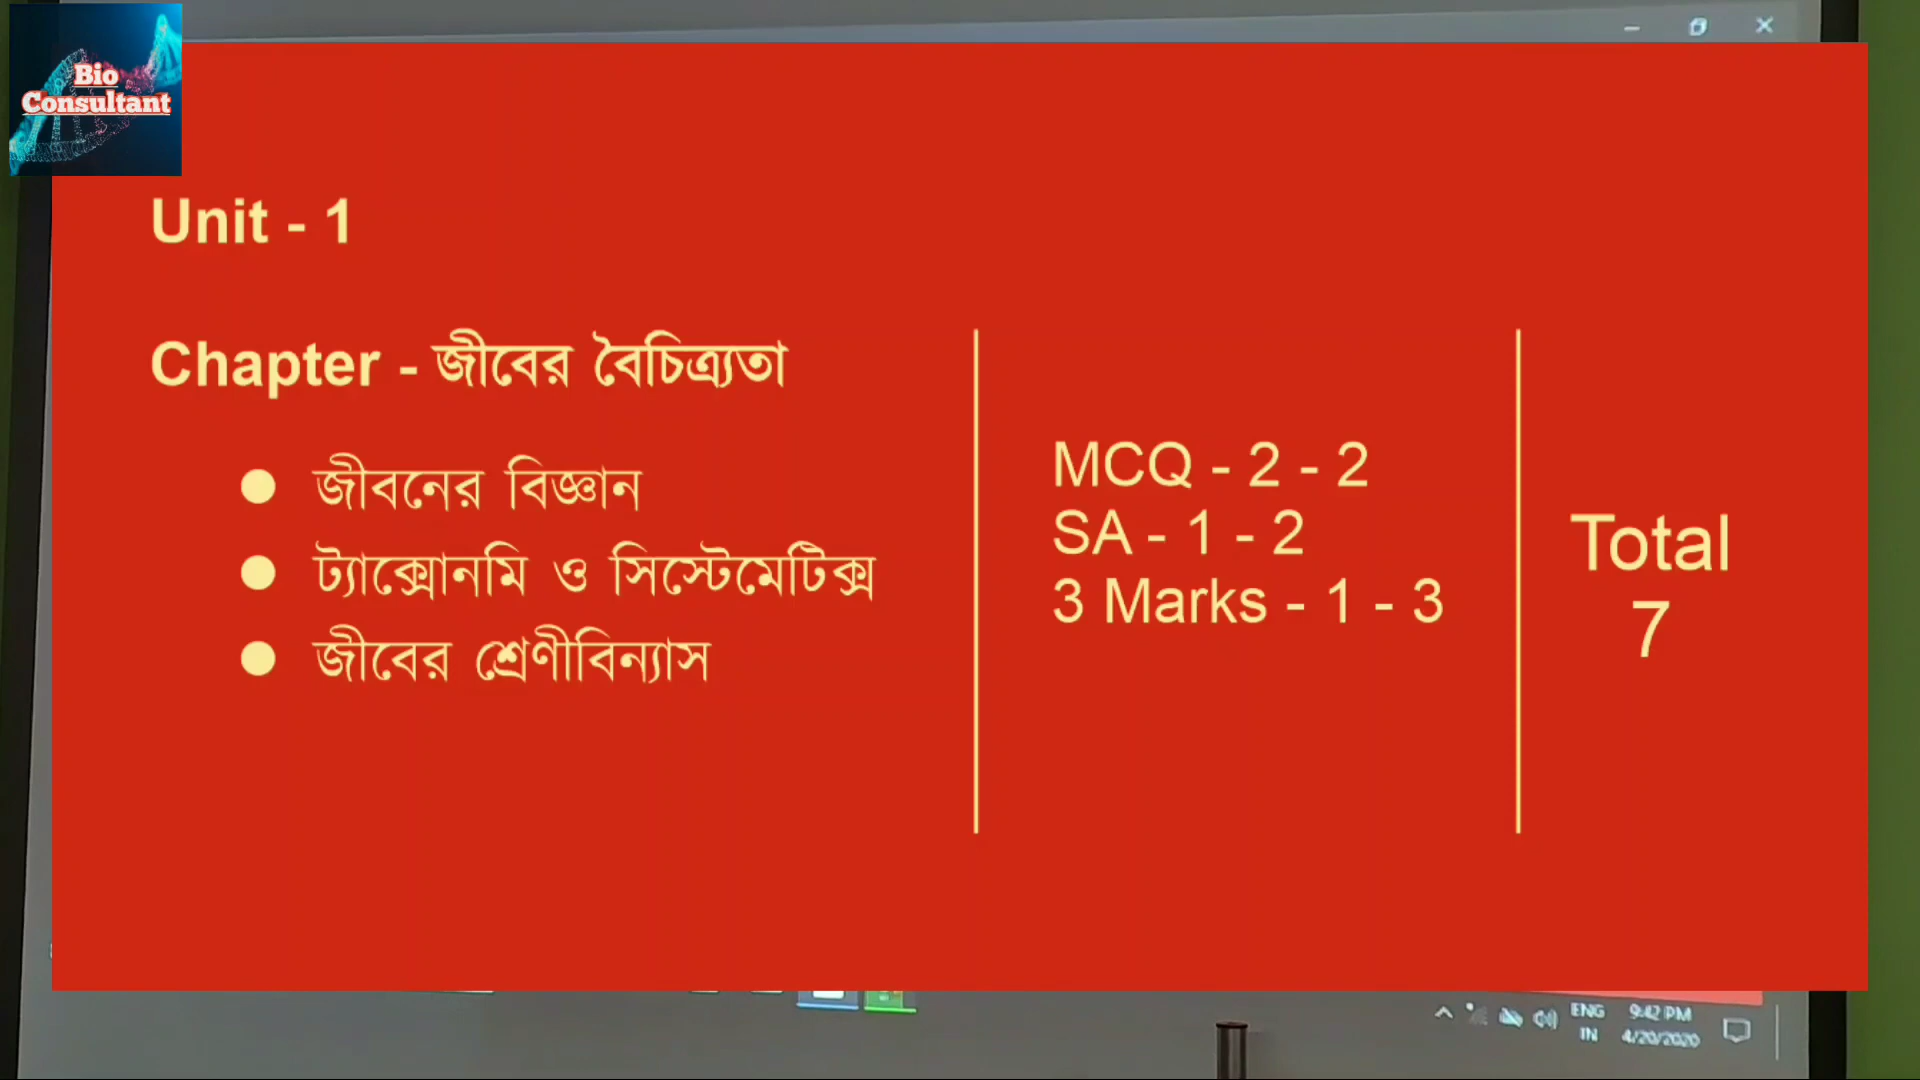 Bio
Consultant
Unit - 1
Chapter - জীবের বৈচিত্র্যতা
জীবনের বিজ্ঞান
ট্যাক্সোনমি ও সিস্টেমেটিক্স
জীবের শ্রেণীবিন্যাস
MCQ - 2 - 2
SA - 1 - 2
3 Marks - 1 - 3
Total
7
ENG
IN
9:42 PM
4/20/2020